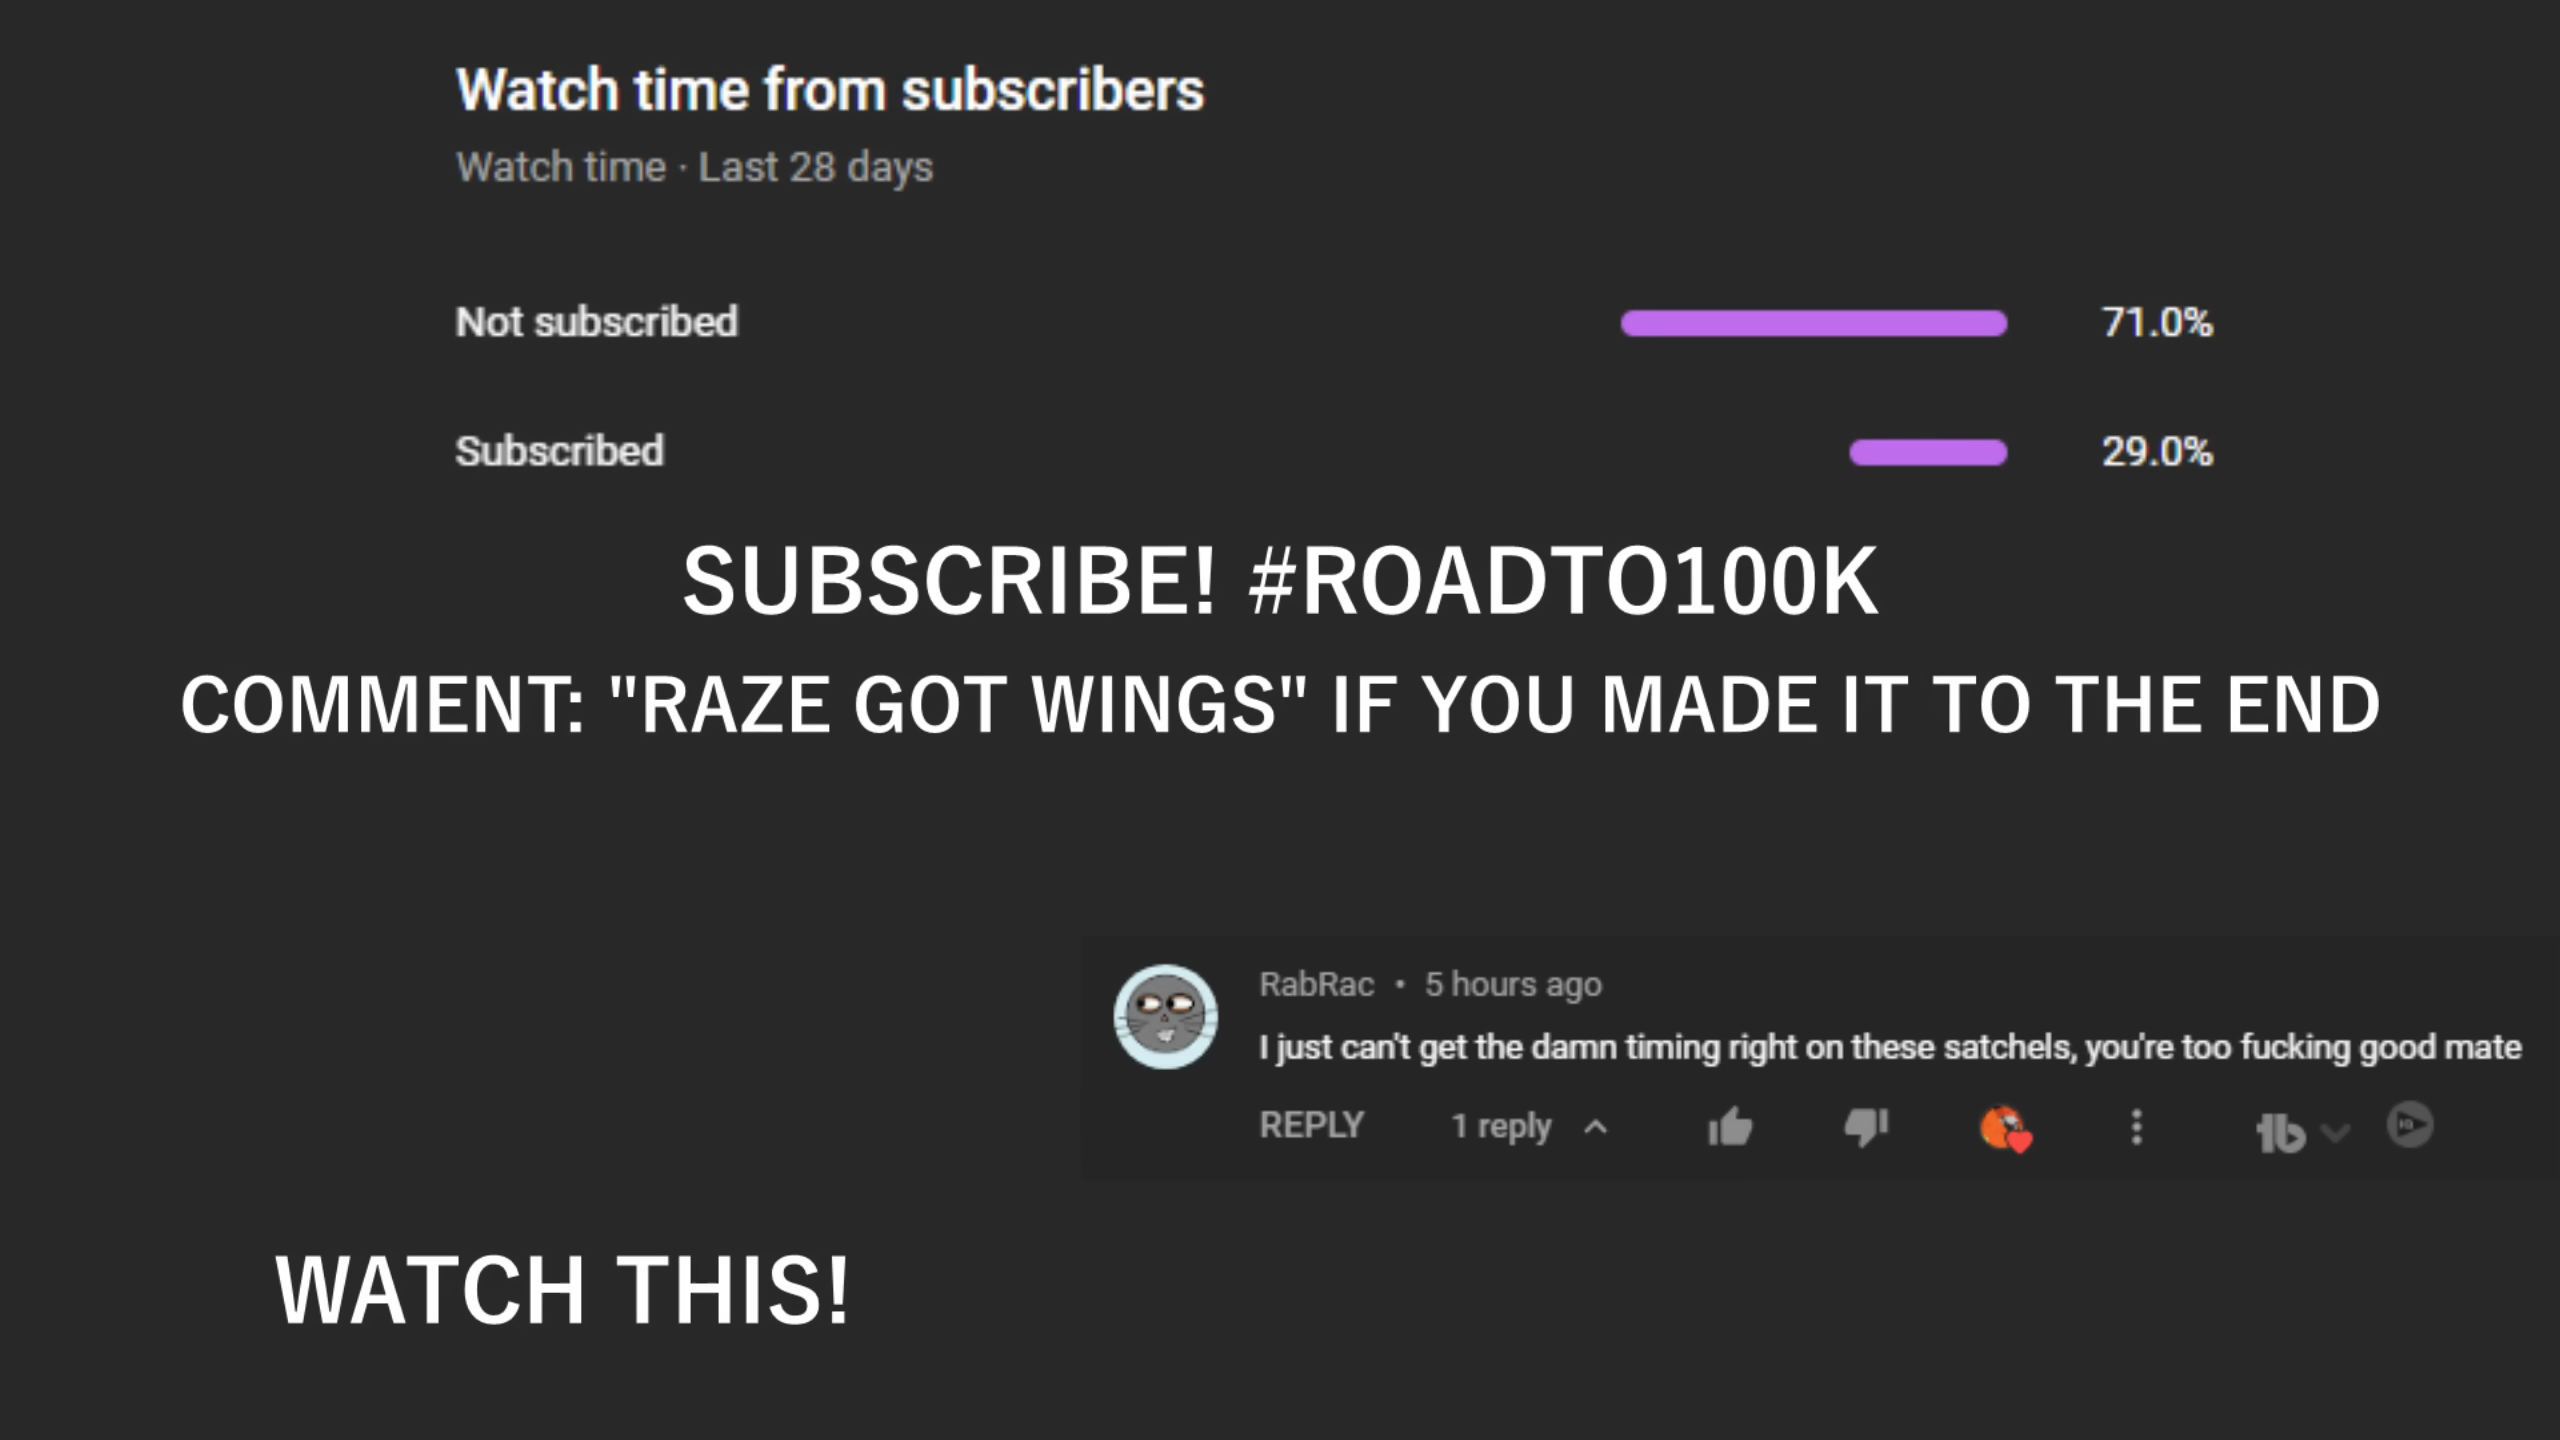 Watch time from subscribers
Watch time · Last 28 days
Not subscribed 71.0%
Subscribed 29.0%
SUBSCRIBE! #ROADTO100K
COMMENT: "RAZE GOT WINGS" IF YOU MADE IT TO THE END
RabRac • 5 hours ago
I just can't get the damn timing right on these satchels, you're too fucking good mate
REPLY 1 reply
WATCH THIS!